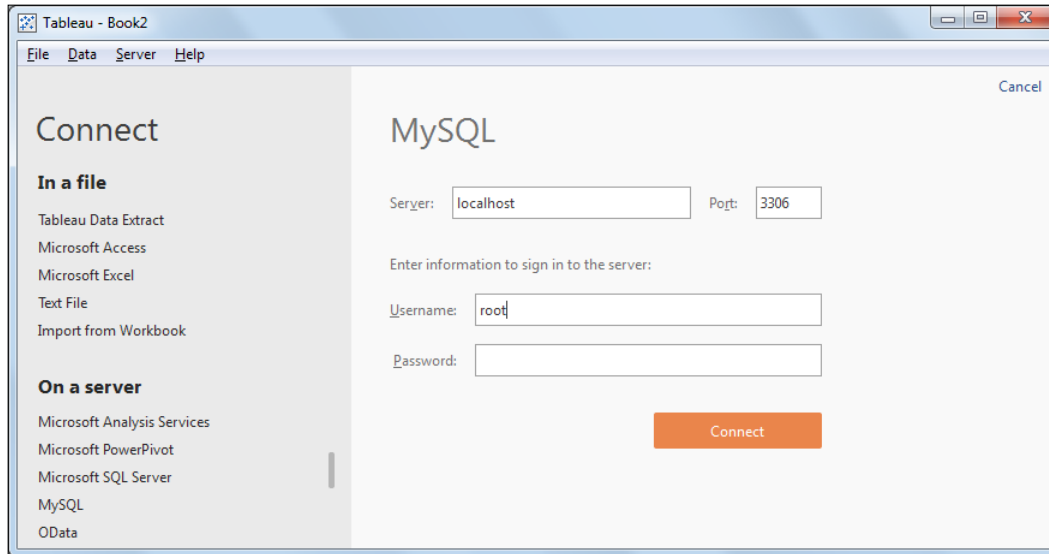 Tableau - Book2
File Data Server Help
Cancel
Connect
In a file
Tableau Data Extract
Microsoft Access
Microsoft Excel
Text File
Import from Workbook
On a server
Microsoft Analysis Services
Microsoft PowerPivot
Microsoft SQL Server
MySQL
OData
MySQL
Server: localhost Port: 3306
Enter information to sign in to the server:
Username: root
Password:
Connect